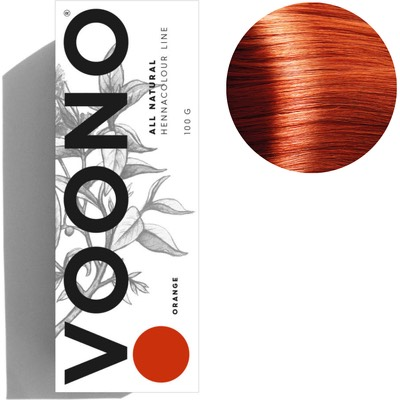 VOONO®
ALL NATURAL
HENNACOLOUR LINE
100 G
ORANGE